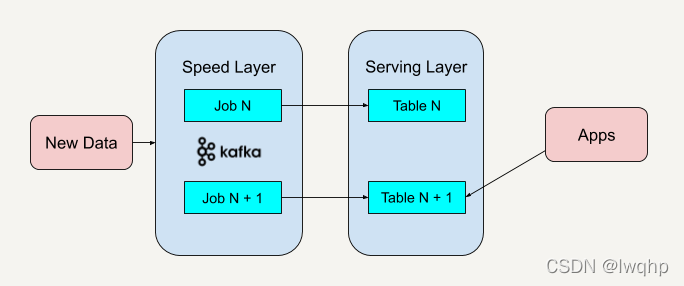 Speed Layer
Serving Layer
Job N
Table N
New Data
kafka
Apps
Job N + 1
Table N + 1
CSDN @lwqhp